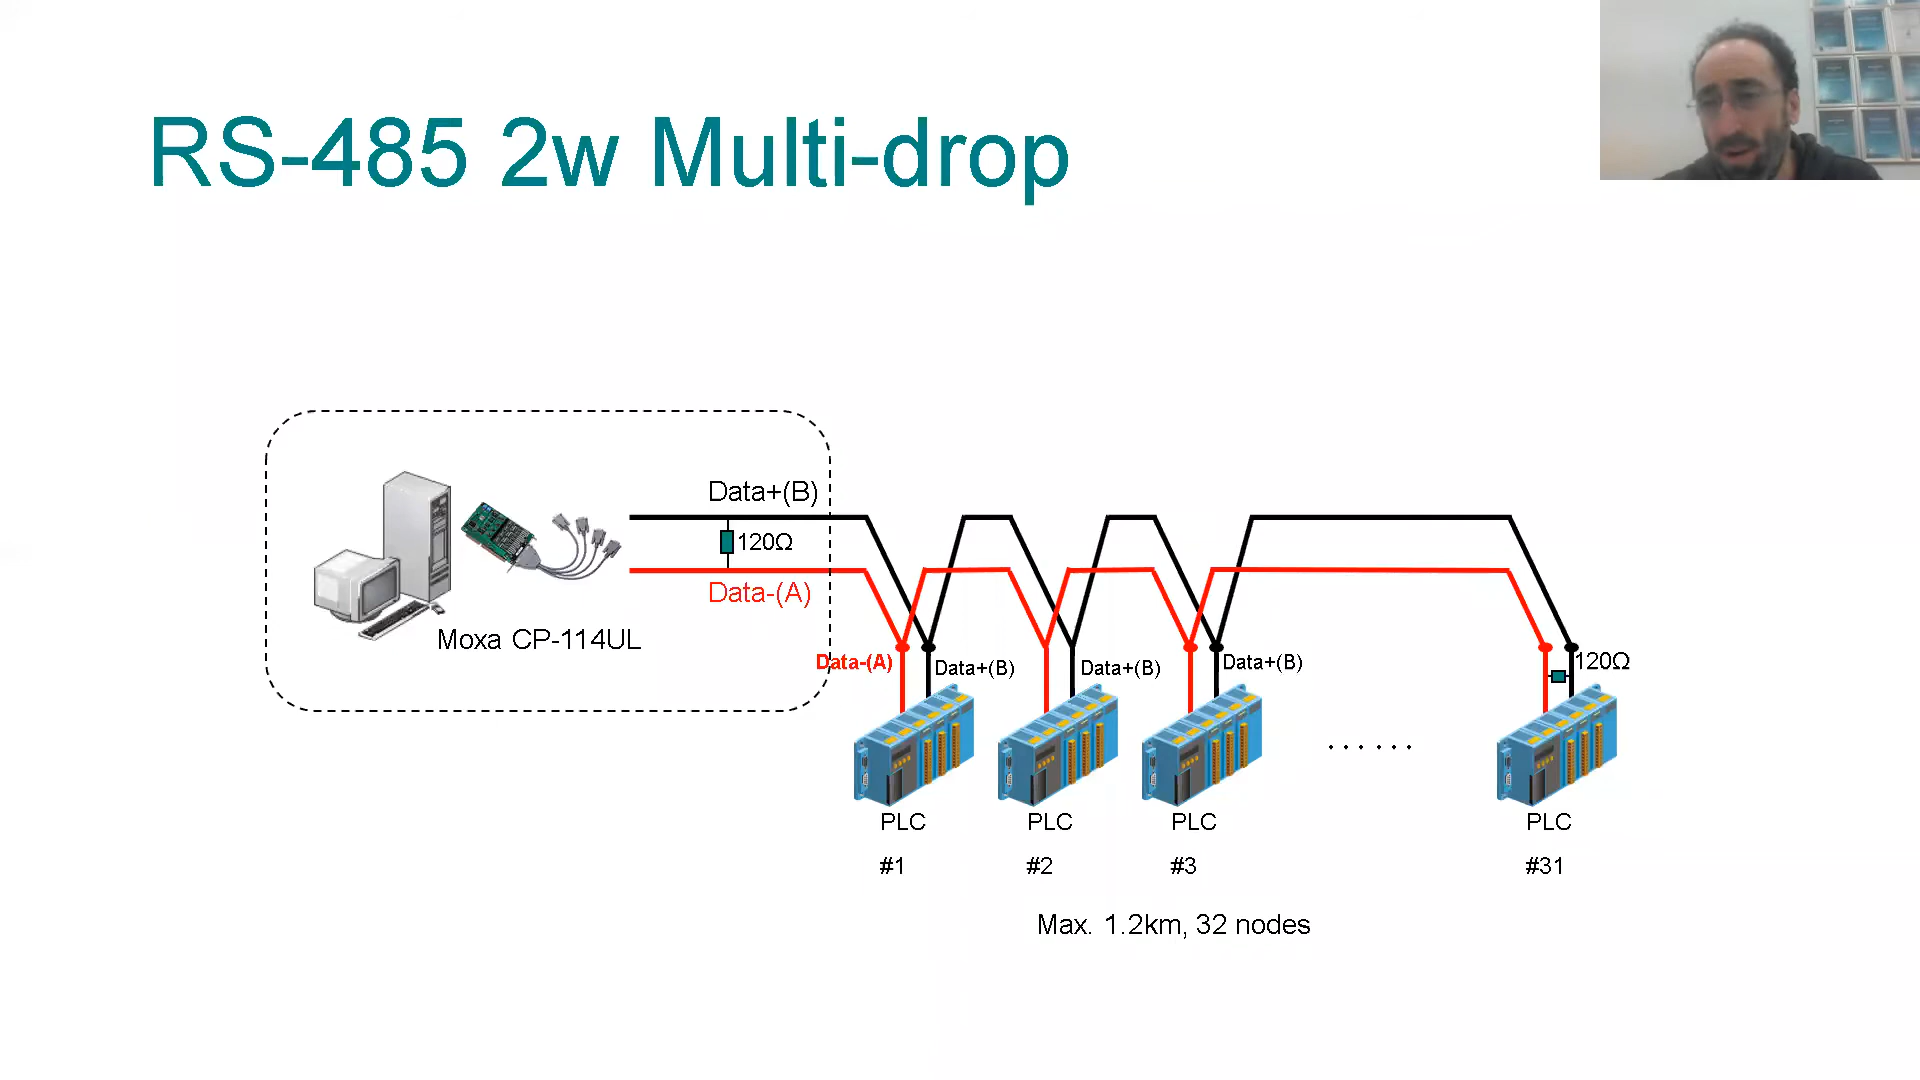 RS-485 2w Multi-drop
Data+(B)
120Ω
Data-(A)
Moxa CP-114UL
Data-(A)
Data+(B)
Data+(B)
Data+(B)
120Ω
......
PLC
#1
PLC
#2
PLC
#3
PLC
#31
Max. 1.2km, 32 nodes